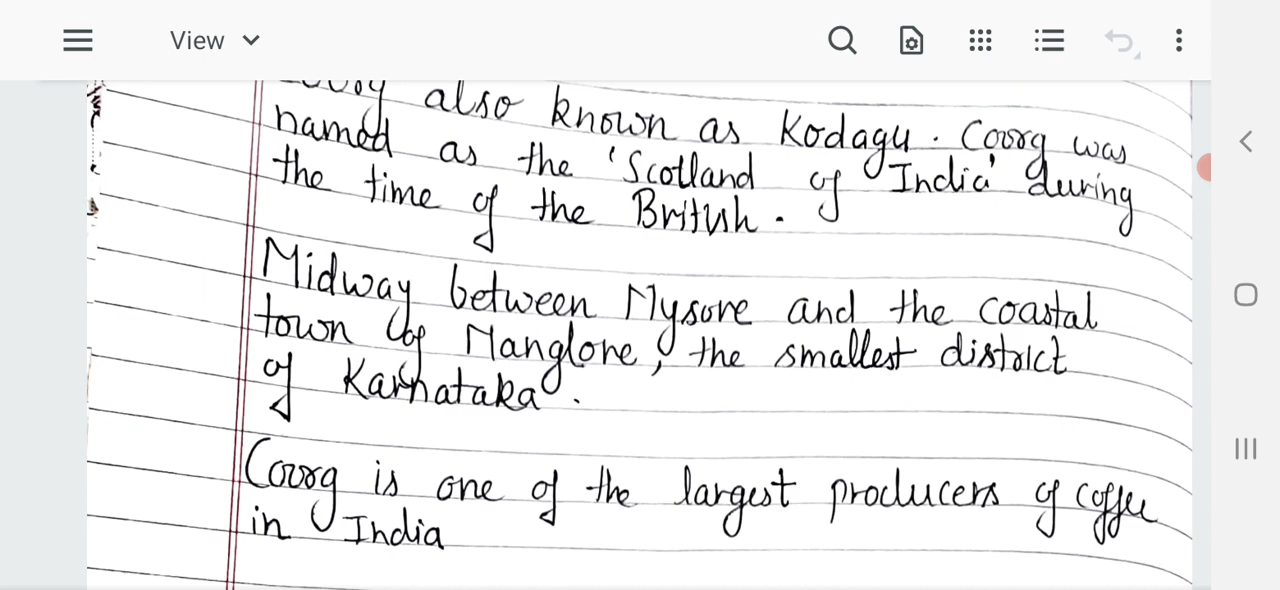 View
also known as Kodagu. Coorg was
named as the 'Scotland of India' during
the time of the British.
Midway between Mysore and the coastal
town of Manglore, the smallest district
of Karnataka.
Coorg is one of the largest producers of coffee
in India